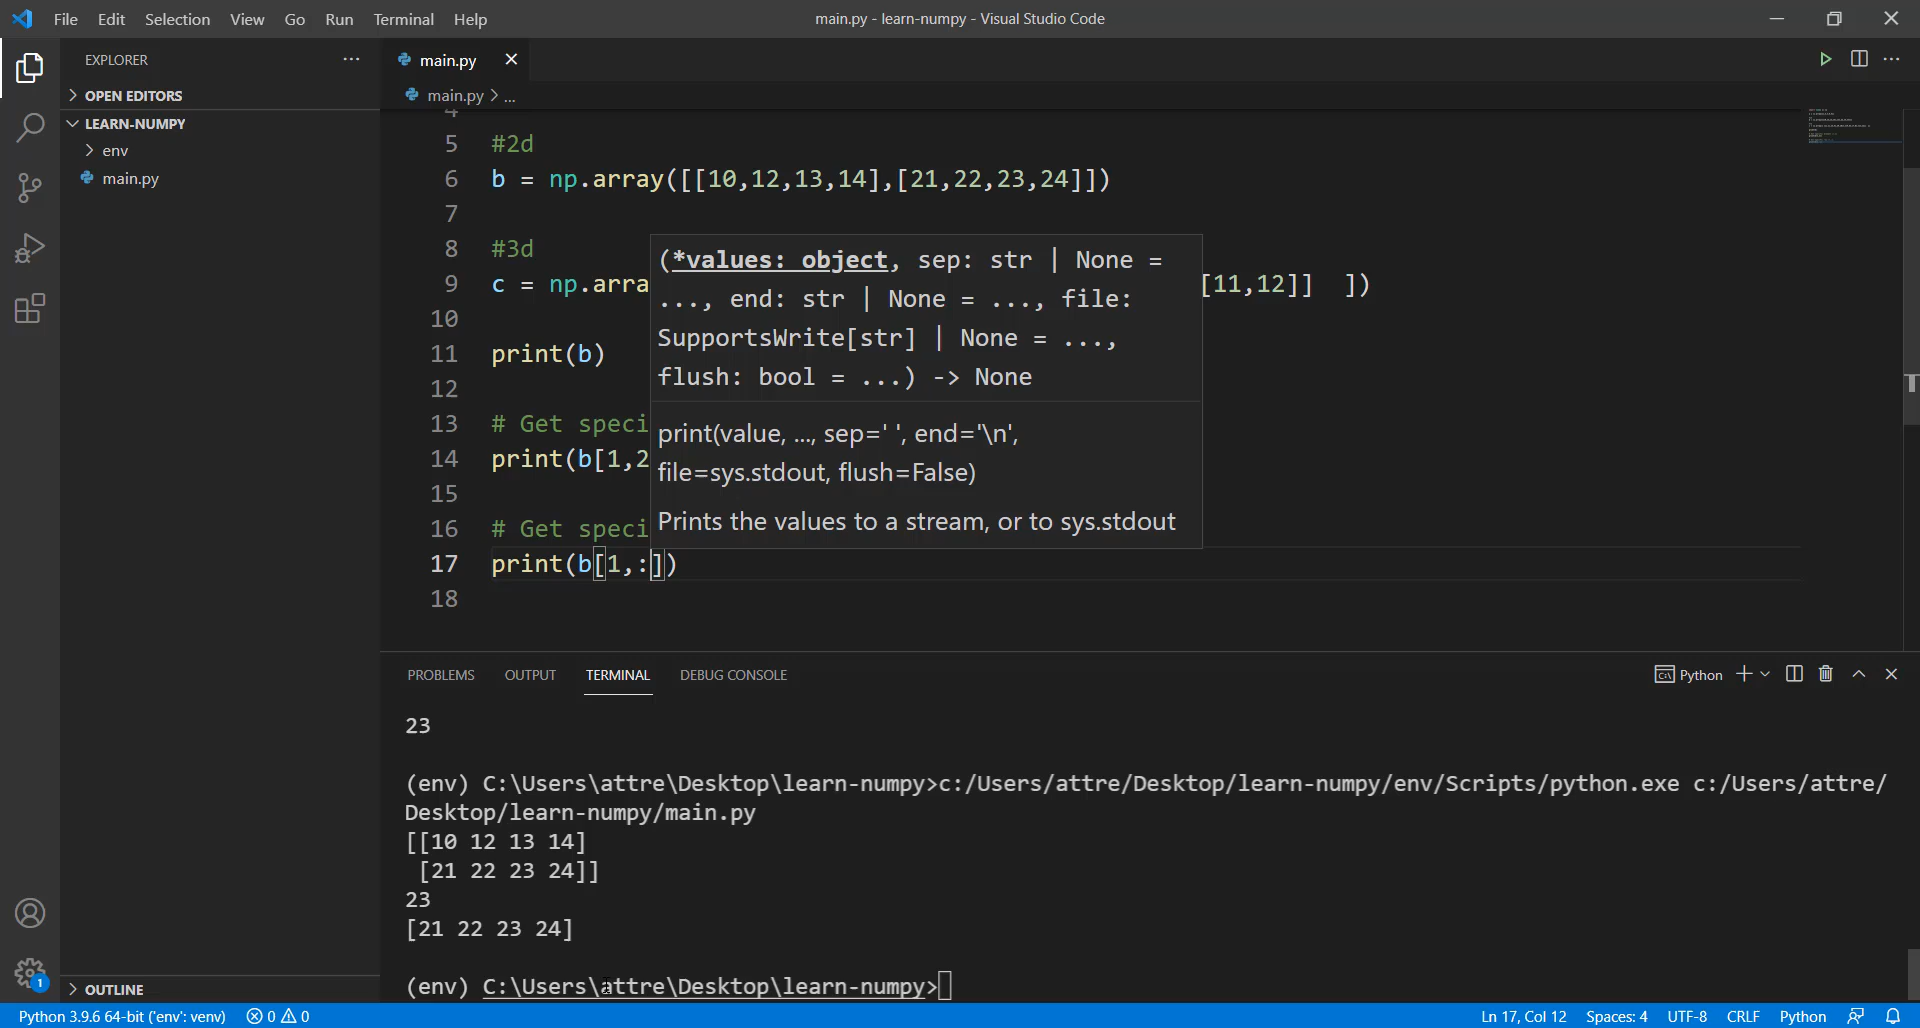 File Edit Selection View Go Run Terminal Help
main.py - learn-numpy - Visual Studio Code
EXPLORER
OPEN EDITORS
LEARN-NUMPY
env
main.py
OUTLINE
main.py
main.py > ...
4
5 #2d
6 b = np.array([[10,12,13,14],[21,22,23,24]])
7
8 #3d
9 c = np.arra [11,12]] ])
10
11 print(b)
12
13 # Get speci
14 print(b[1,2
15
16 # Get speci
17 print(b[1,:])
18
(*values: object, sep: str | None =
..., end: str | None = ..., file:
SupportsWrite[str] | None = ...,
flush: bool = ...) -> None
print(value, ..., sep=' ', end='\n',
file=sys.stdout, flush=False)
Prints the values to a stream, or to sys.stdout
PROBLEMS OUTPUT TERMINAL DEBUG CONSOLE
Python
23
(env) C:\Users\attre\Desktop\learn-numpy>c:/Users/attre/Desktop/learn-numpy/env/Scripts/python.exe c:/Users/attre/
Desktop/learn-numpy/main.py
[[10 12 13 14]
[21 22 23 24]]
23
[21 22 23 24]
(env) C:\Users\attre\Desktop\learn-numpy>
1
Python 3.9.6 64-bit ('env': venv) 0 0 Ln 17, Col 12 Spaces: 4 UTF-8 CRLF Python